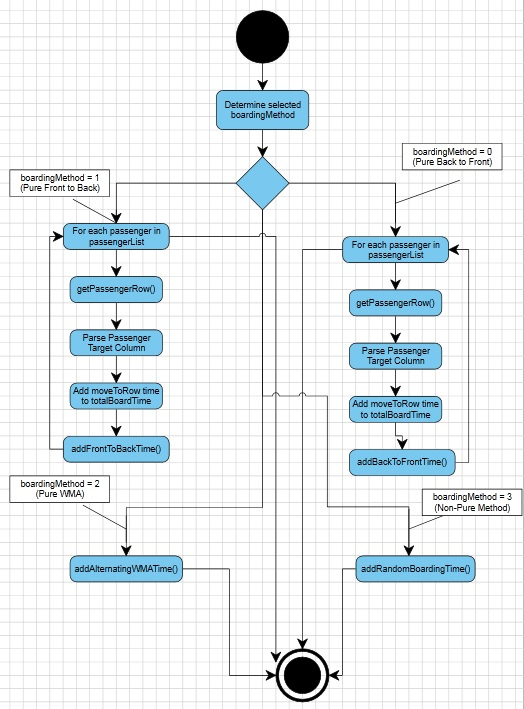 Determine selected
boardingMethod
boardingMethod = 0
(Pure Back to Front)
boardingMethod = 1
(Pure Front to Back)
For each passenger in
passengerList
getPassengerRow()
Parse Passenger
Target Column
Add moveToRow time
to totalBoardTime
addFrontToBackTime()
For each passenger in
passengerList
getPassengerRow()
Parse Passenger
Target Column
Add moveToRow time
to totalBoardTime
addBackToFrontTime()
boardingMethod = 2
(Pure WMA)
boardingMethod = 3
(Non-Pure Method)
addAlternatingWMATime()
addRandomBoardingTime()